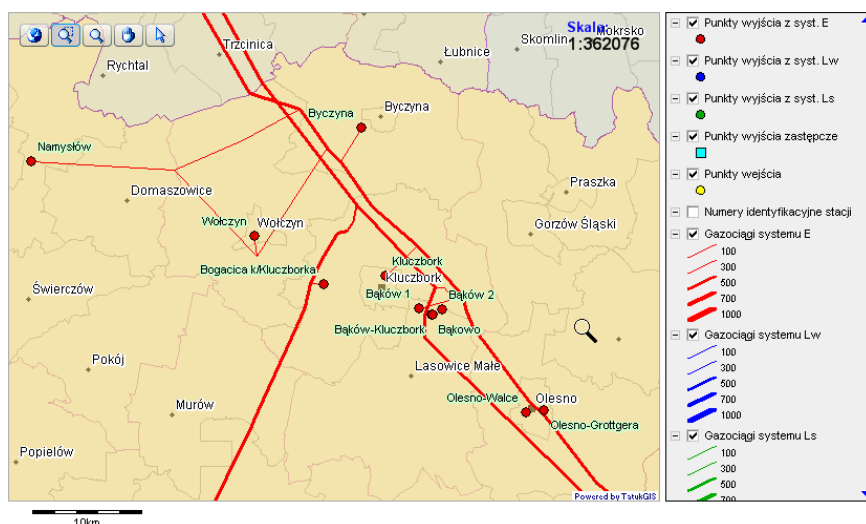 Skala:
1:362076
Mokrsko
Skomlin
Trzcinica
Łubnice
Rychtal
Byczyna
Byczyna
Namysłów
Praszka
Domaszowice
Wołczyn
Wołczyn
Gorzów Śląski
Kluczbork
Bogacica k/Kluczborka
Kluczbork
Świerczów
Bąków 1
Bąków 2
Bąków-Kluczbork
Bąkowo
Pokój
Lasowice Małe
Olesno-Walce
Olesno
Murów
Olesno-Grottgera
Popielów
Powered by TatukGIS
10km
Punkty wyjścia z syst. E
Punkty wyjścia z syst. Lw
Punkty wyjścia z syst. Ls
Punkty wyjścia zastępcze
Punkty wejścia
Numery identyfikacyjne stacji
Gazociągi systemu E
100
300
500
700
1000
Gazociągi systemu Lw
100
300
500
700
1000
Gazociągi systemu Ls
100
300
500
700